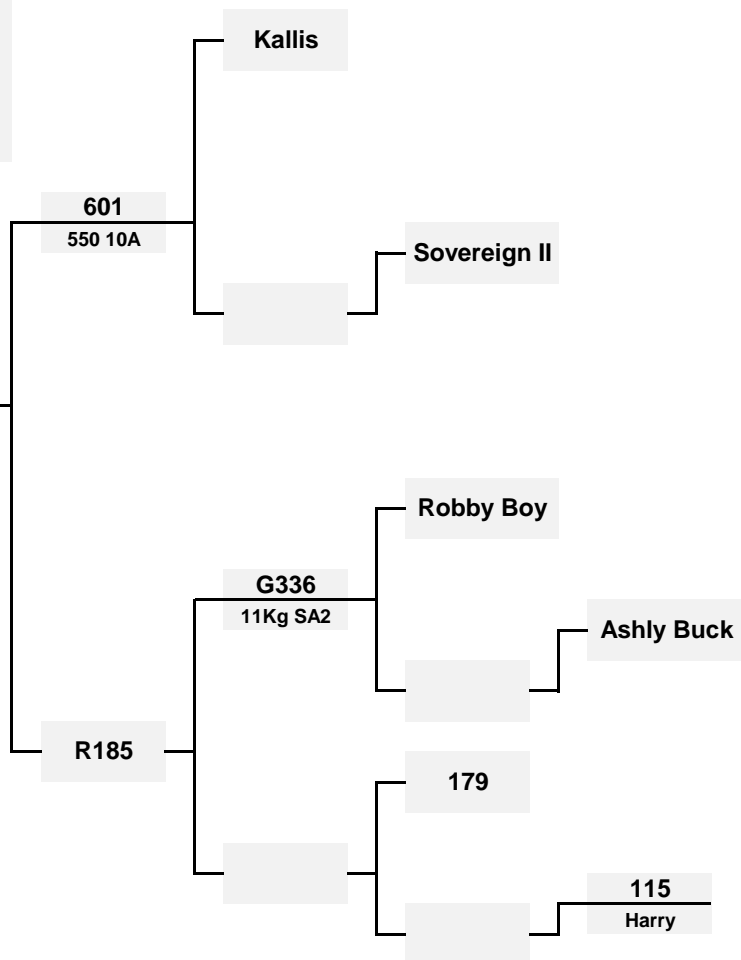 Kallis
601
550 10A
Sovereign II
Robby Boy
G336
11Kg SA2
Ashly Buck
R185
179
115
Harry